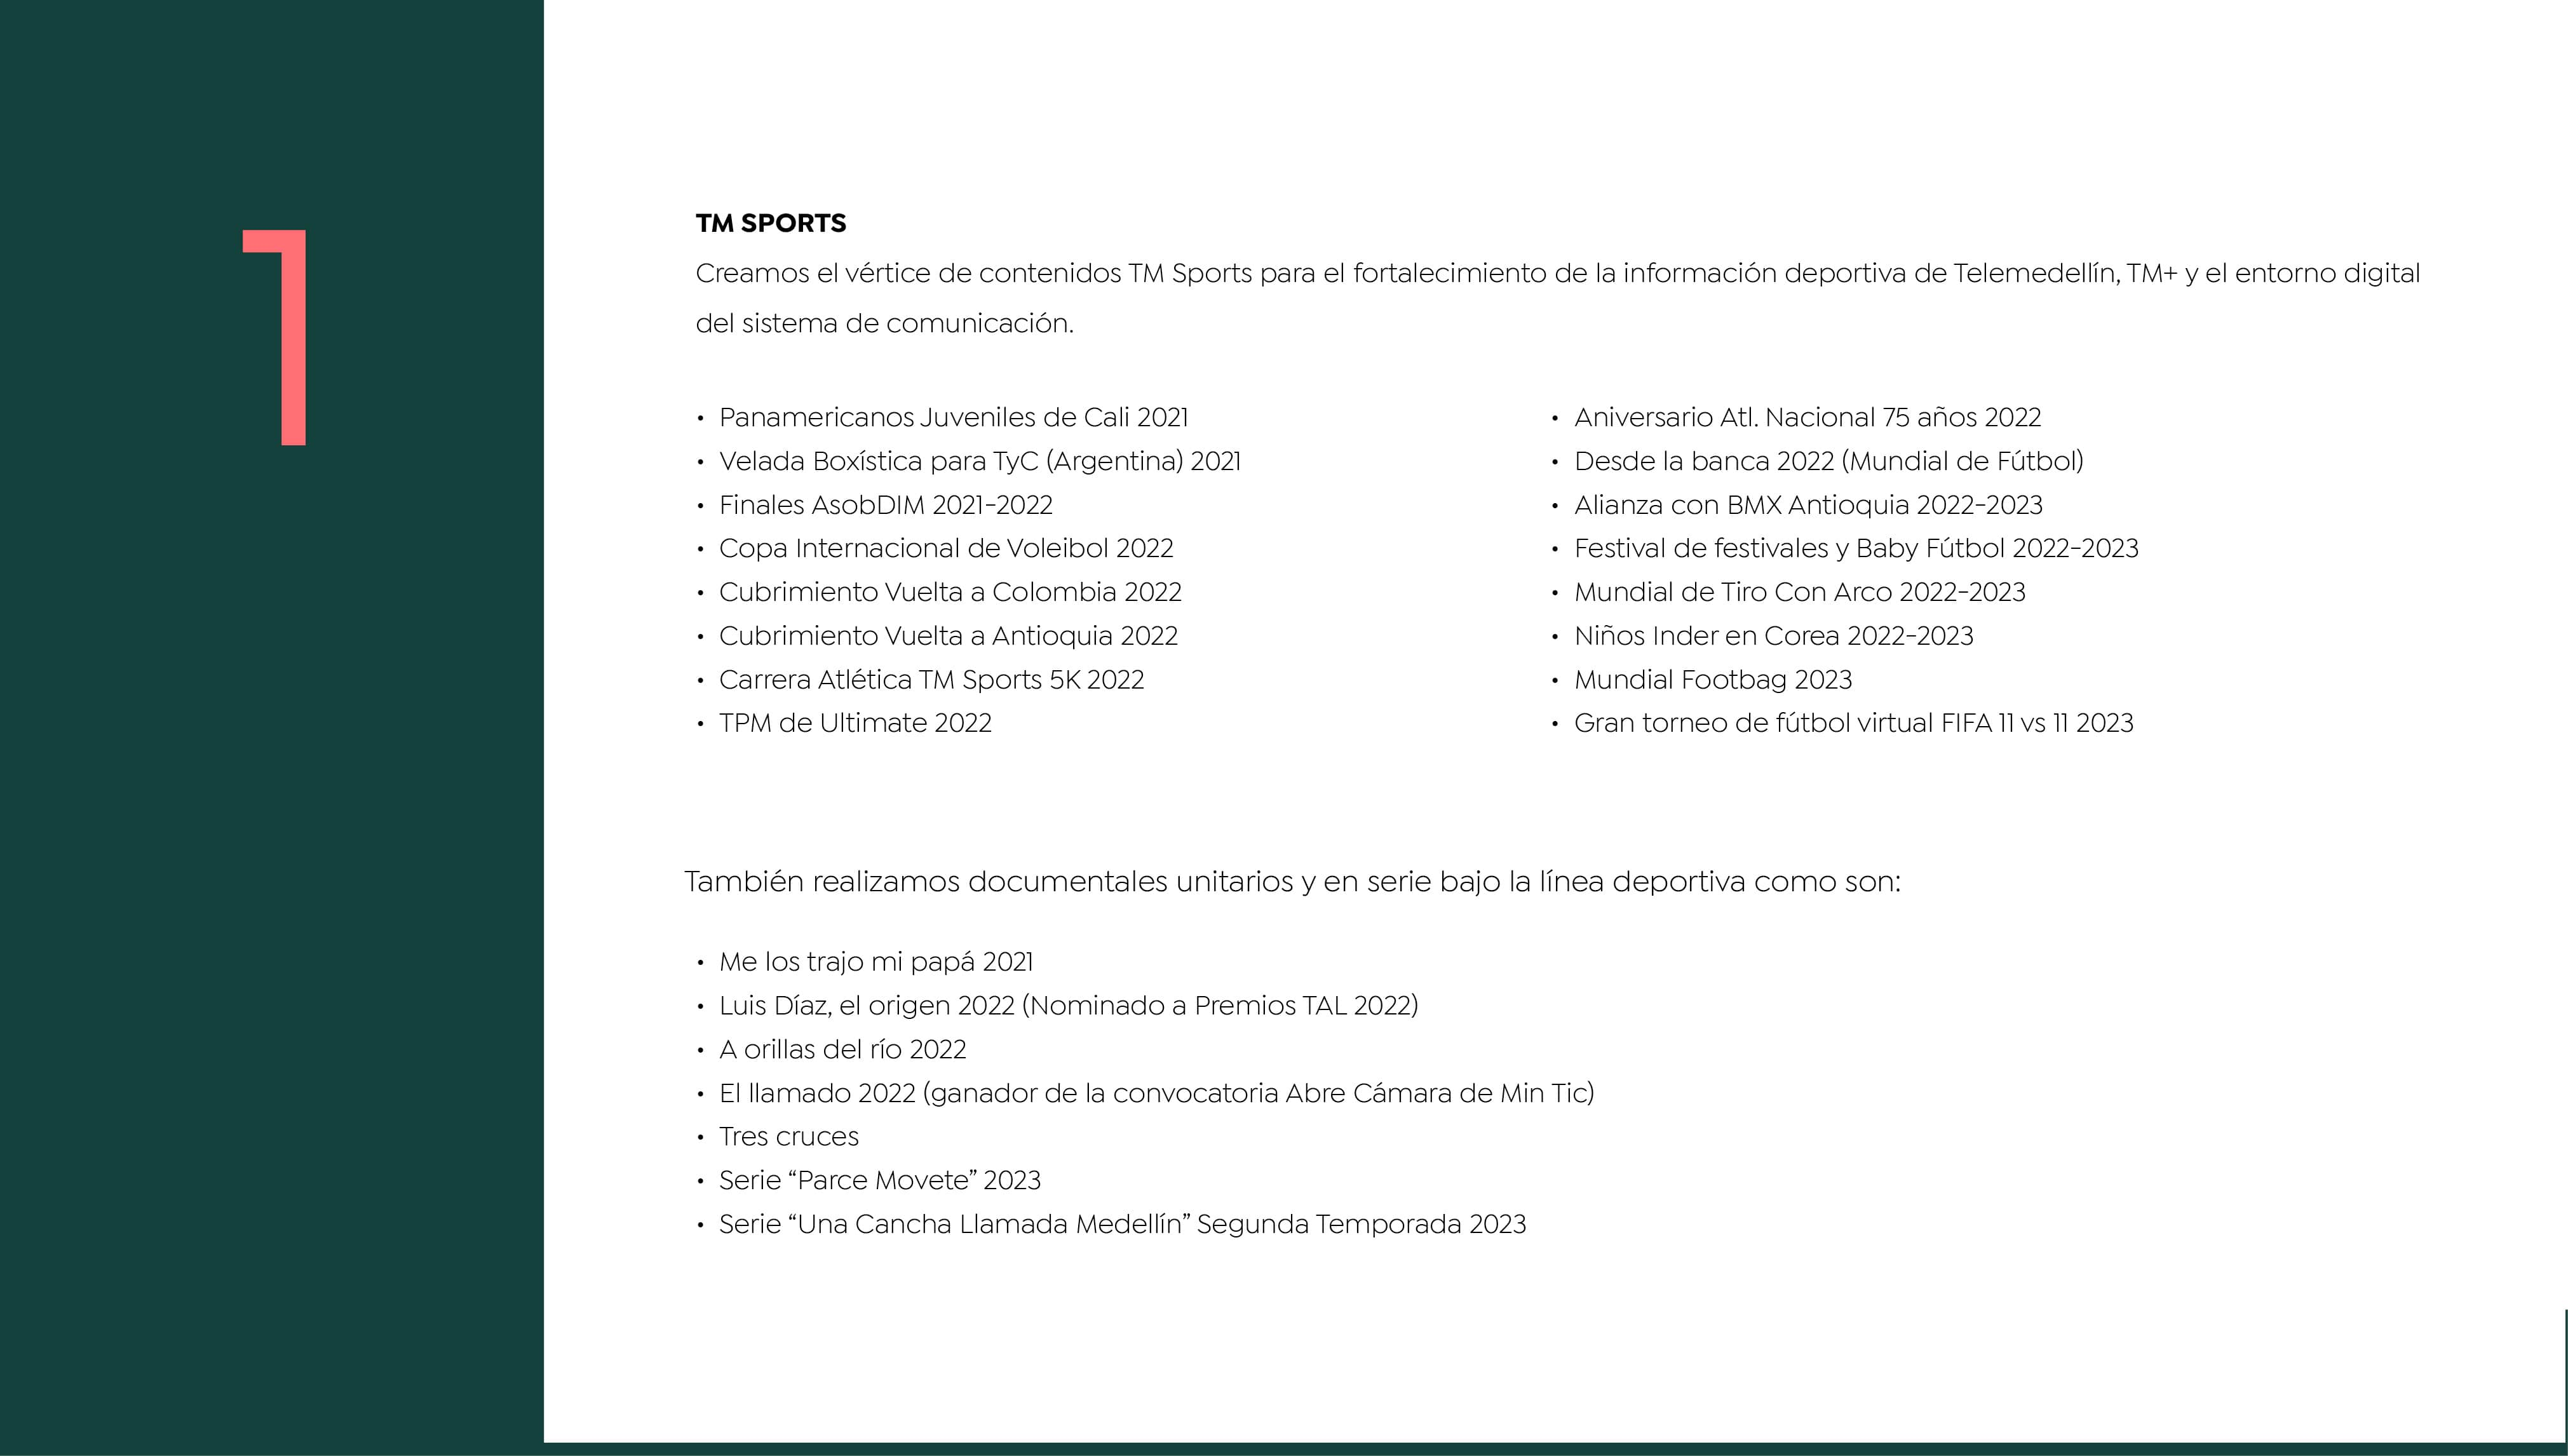 1
TM SPORTS
Creamos el vértice de contenidos TM Sports para el fortalecimiento de la información deportiva de Telemedellín, TM+ y el entorno digital
del sistema de comunicación.
• Panamericanos Juveniles de Cali 2021
• Velada Boxística para TyC (Argentina) 2021
• Finales AsobDIM 2021-2022
• Copa Internacional de Voleibol 2022
• Cubrimiento Vuelta a Colombia 2022
• Cubrimiento Vuelta a Antioquia 2022
• Carrera Atlética TM Sports 5K 2022
• TPM de Ultimate 2022
• Aniversario Atl. Nacional 75 años 2022
• Desde la banca 2022 (Mundial de Fútbol)
• Alianza con BMX Antioquia 2022-2023
• Festival de festivales y Baby Fútbol 2022-2023
• Mundial de Tiro Con Arco 2022-2023
• Niños Inder en Corea 2022-2023
• Mundial Footbag 2023
• Gran torneo de fútbol virtual FIFA 11 vs 11 2023
También realizamos documentales unitarios y en serie bajo la línea deportiva como son:
• Me los trajo mi papá 2021
• Luis Díaz, el origen 2022 (Nominado a Premios TAL 2022)
• A orillas del río 2022
• El llamado 2022 (ganador de la convocatoria Abre Cámara de Min Tic)
• Tres cruces
• Serie “Parce Movete” 2023
• Serie “Una Cancha Llamada Medellín” Segunda Temporada 2023